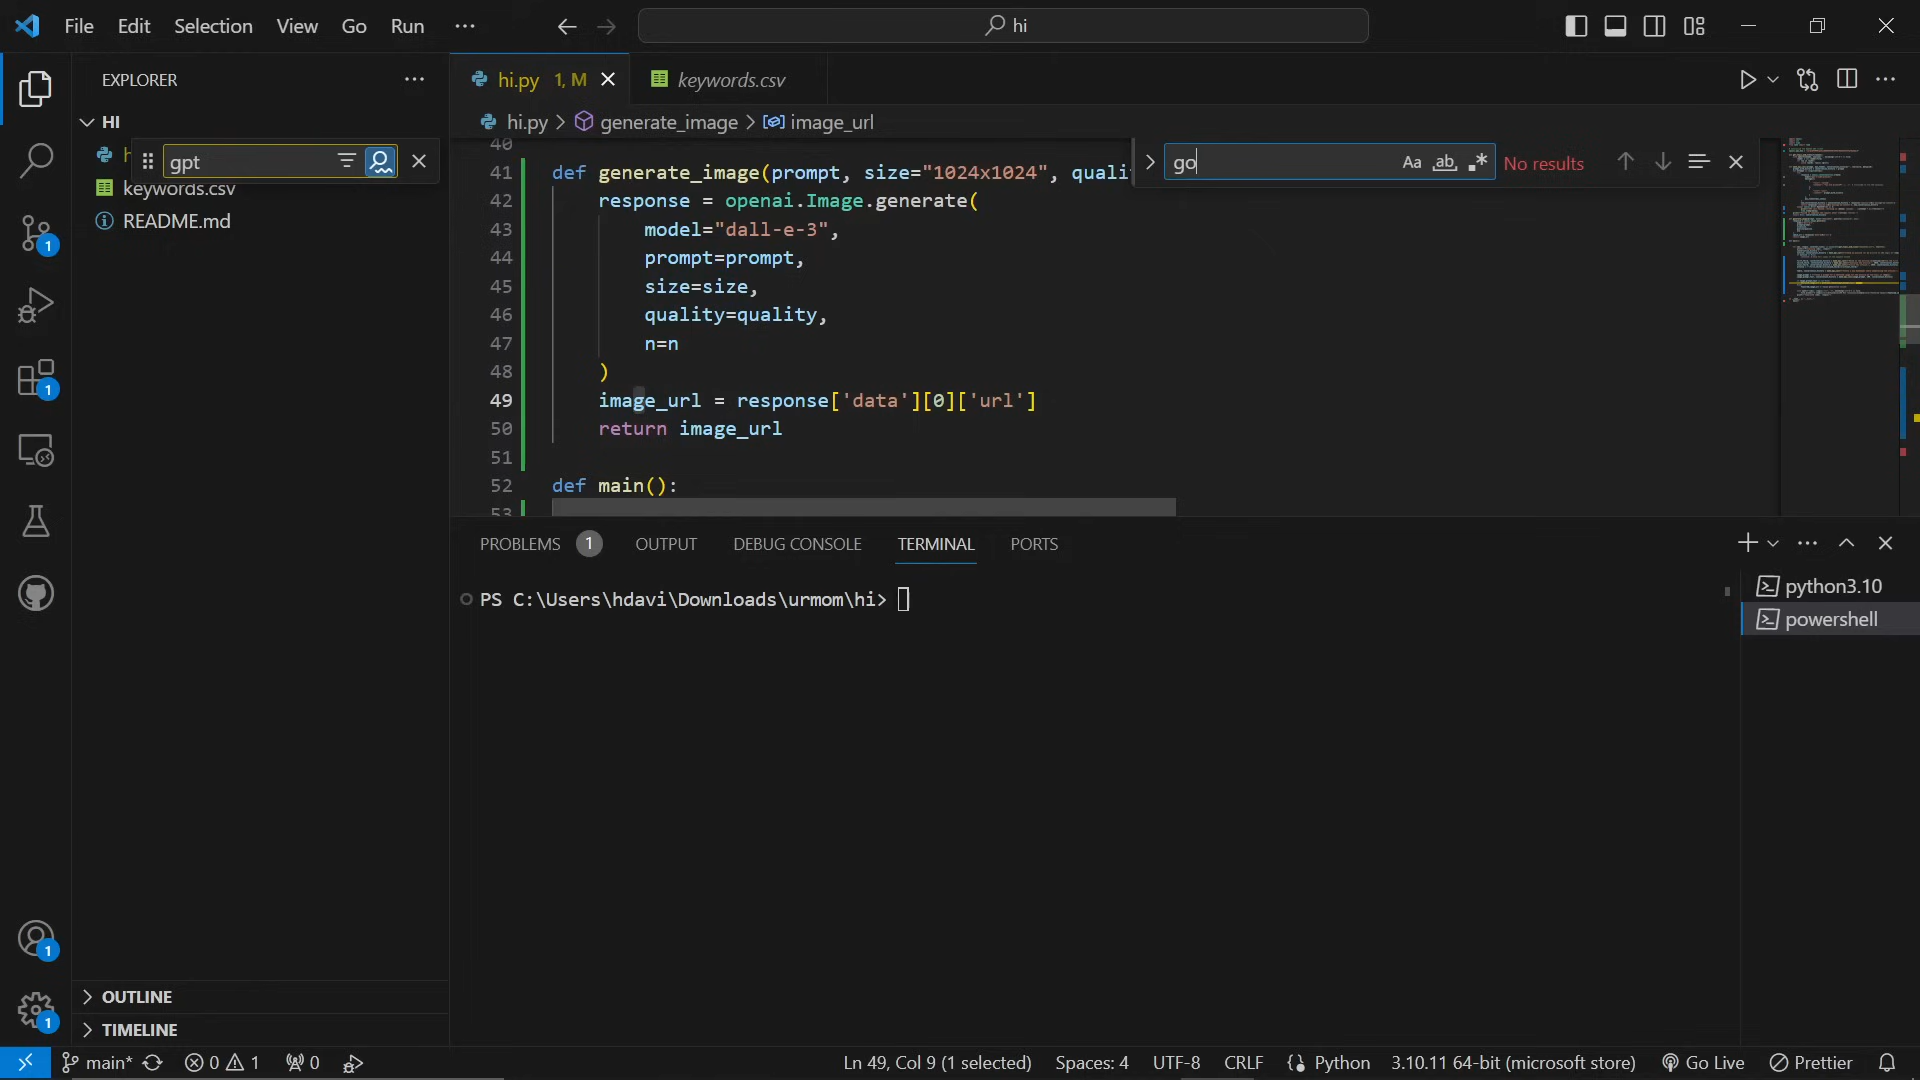 File Edit Selection View Go Run
hi
EXPLORER
hi.py 1, M
keywords.csv
HI
hi.py > generate_image > image_url
gpt
keywords.csv
README.md
go
Aa ab .* No results
40
41 def generate_image(prompt, size="1024x1024", quali
42 response = openai.Image.generate(
43 model="dall-e-3",
44 prompt=prompt,
45 size=size,
46 quality=quality,
47 n=n
48 )
49 image_url = response['data'][0]['url']
50 return image_url
51
52 def main():
53
1
1
PROBLEMS 1 OUTPUT DEBUG CONSOLE TERMINAL PORTS
PS C:\Users\hdavi\Downloads\urmom\hi>
python3.10
powershell
1
1
OUTLINE
TIMELINE
main* 0 1 0 Ln 49, Col 9 (1 selected) Spaces: 4 UTF-8 CRLF Python 3.10.11 64-bit (microsoft store) Go Live Prettier